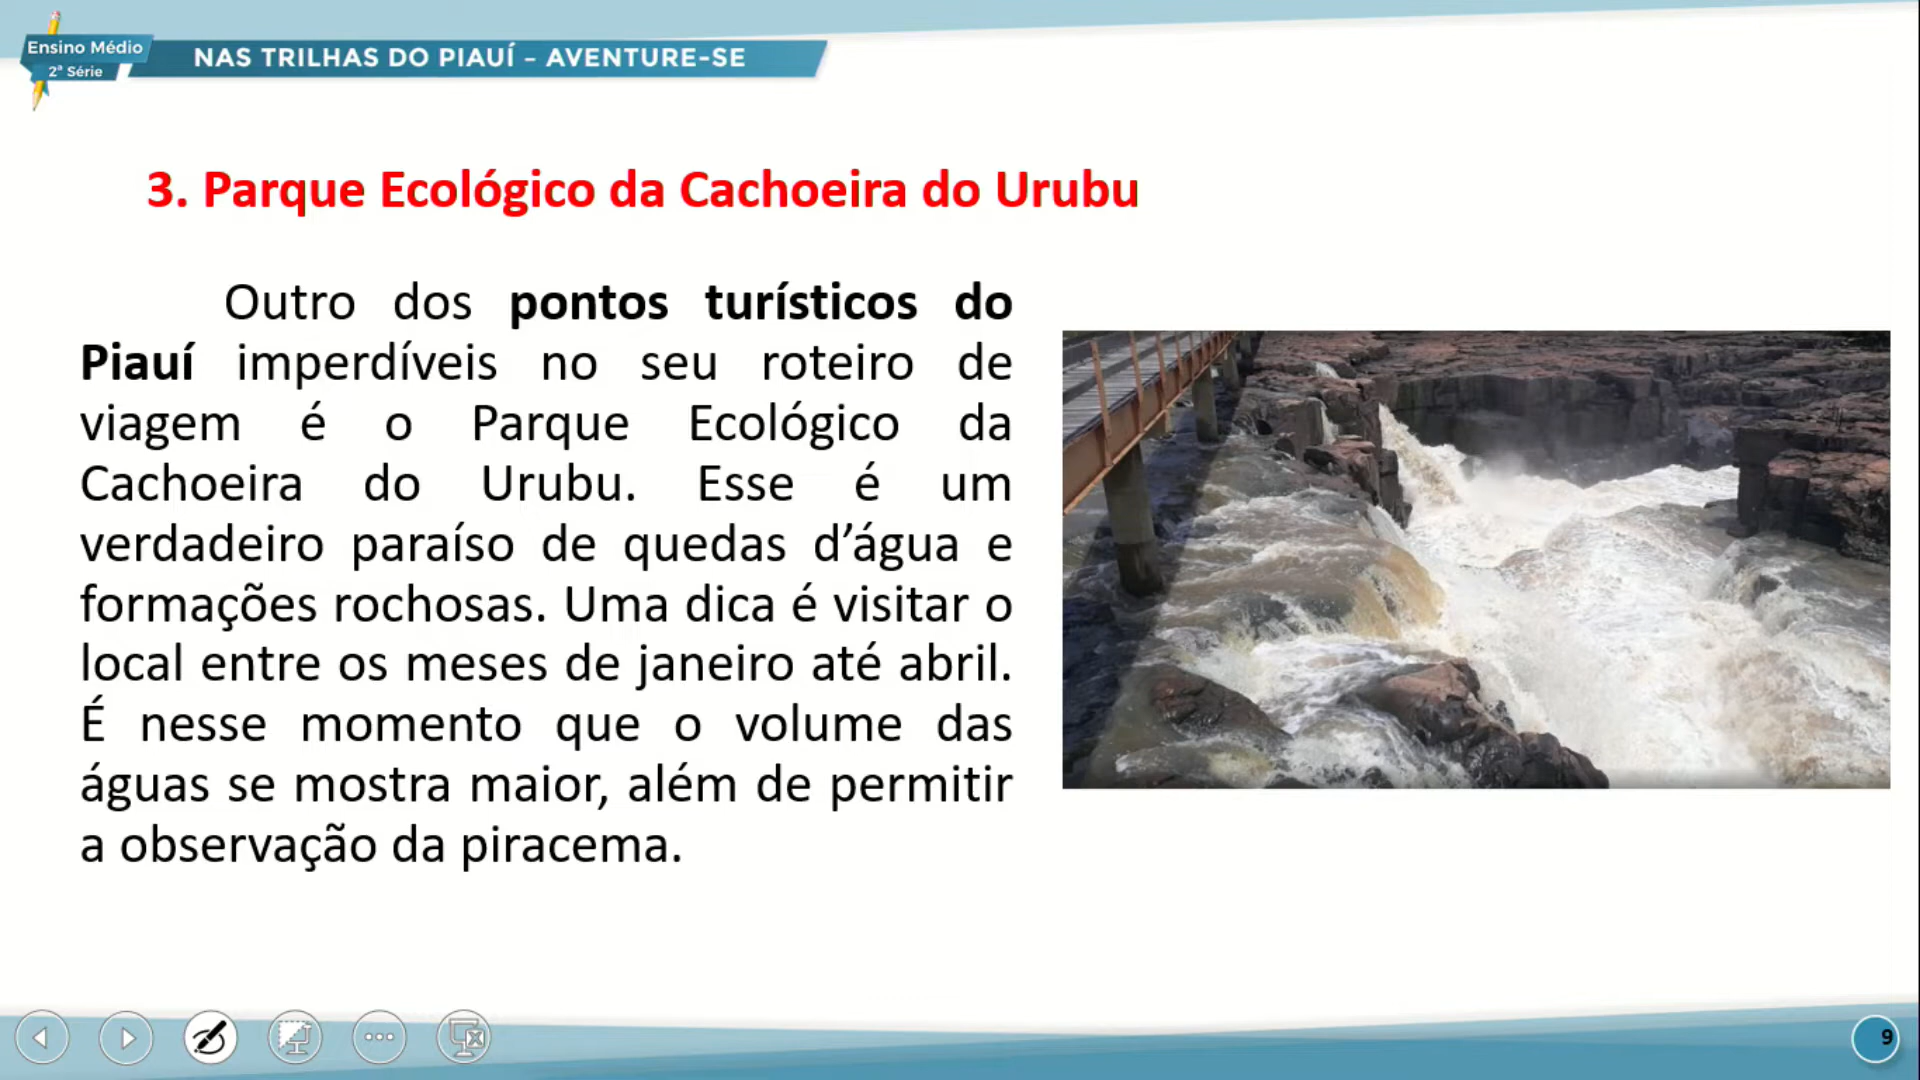 Ensino Médio
2ª Série
NAS TRILHAS DO PIAUÍ – AVENTURE-SE
3. Parque Ecológico da Cachoeira do Urubu
Outro dos pontos turísticos do
Piauí imperdíveis no seu roteiro de
viagem é o Parque Ecológico da
Cachoeira do Urubu. Esse é um
verdadeiro paraíso de quedas d’água e
formações rochosas. Uma dica é visitar o
local entre os meses de janeiro até abril.
É nesse momento que o volume das
águas se mostra maior, além de permitir
a observação da piracema.
9